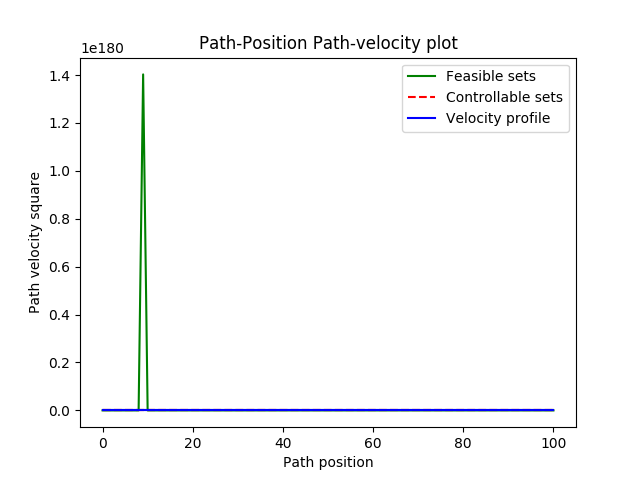 Path-Position Path-velocity plot
1e180
1.4
1.2
1.0
0.8
0.6
0.4
0.2
0.0
Path velocity square
Feasible sets
Controllable sets
Velocity profile
0 20 40 60 80 100
Path position